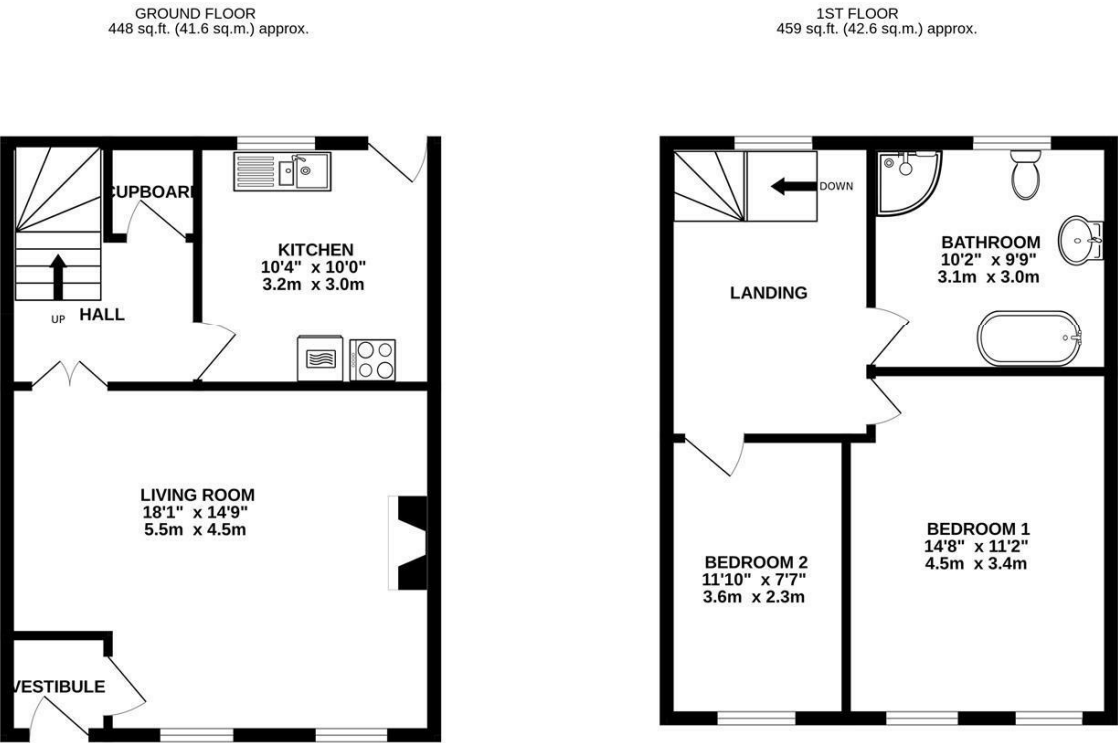 GROUND FLOOR
448 sq.ft. (41.6 sq.m.) approx.
1ST FLOOR
459 sq.ft. (42.6 sq.m.) approx.
CUPBOARD
KITCHEN
10'4" x 10'0"
3.2m x 3.0m
UP
HALL
LIVING ROOM
18'1" x 14'9"
5.5m x 4.5m
VESTIBULE
DOWN
BATHROOM
10'2" x 9'9"
3.1m x 3.0m
LANDING
BEDROOM 1
14'8" x 11'2"
4.5m x 3.4m
BEDROOM 2
11'10" x 7'7"
3.6m x 2.3m